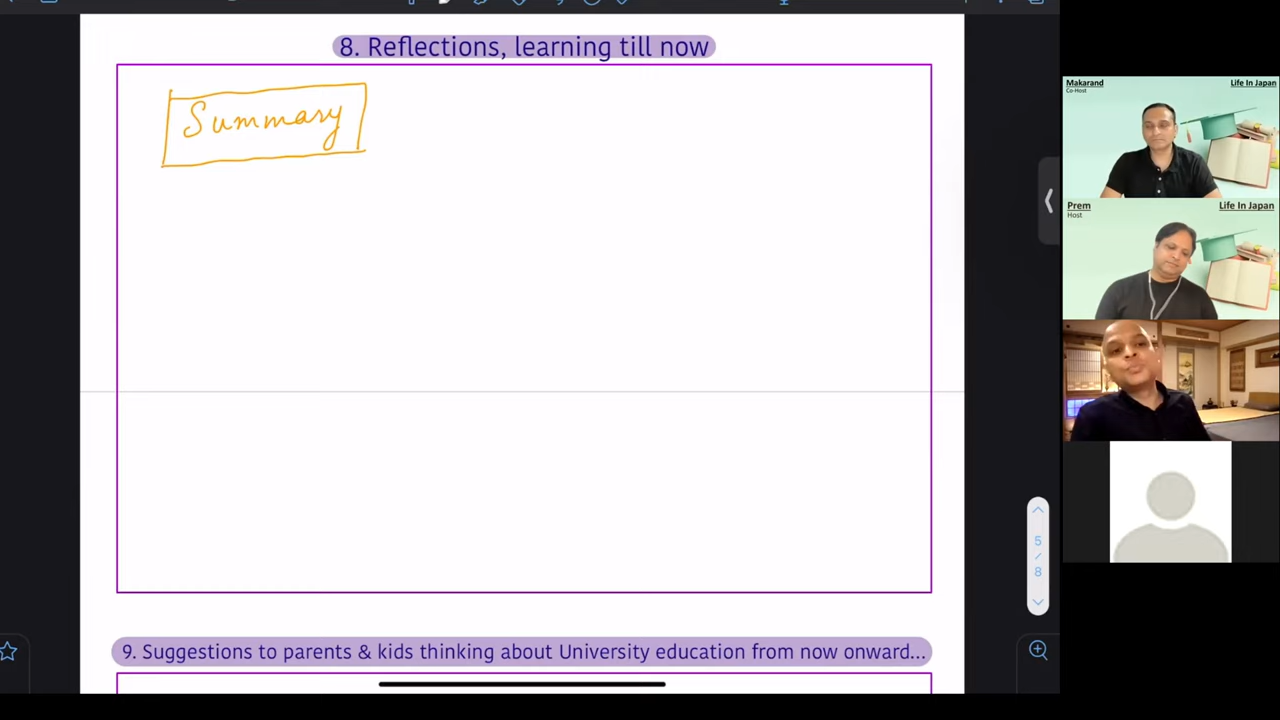 8. Reflections, learning till now
Summary
9. Suggestions to parents & kids thinking about University education from now onward...
5
/
8
Makarand
Co-Host
Life In Japan
Prem
Host
Life In Japan